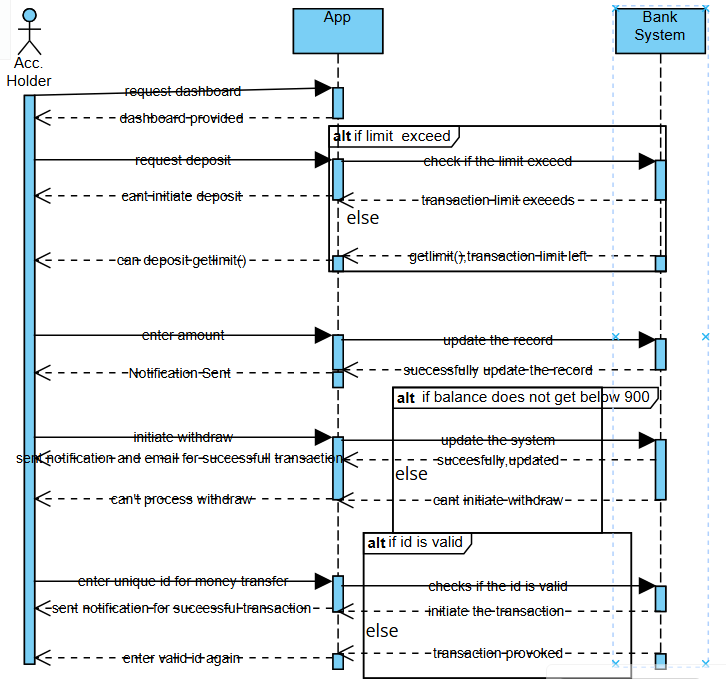 App
Bank
System
Acc.
Holder
request dashboard
dashboard provided
alt if limit exceed
request deposit
check if the limit exceed
cant initiate deposit
transaction limit exceeds
else
can deposit getlimit()
getlimit(),transaction limit left
enter amount
update the record
Notification Sent
successfully update the record
alt if balance does not get below 900
initiate withdraw
update the system
sent notification and email for successfull transaction
succesfully,updated
else
can't process withdraw
cant initiate withdraw
alt if id is valid
enter unique id for money transfer
checks if the id is valid
sent notification for successful transaction
initiate the transaction
else
enter valid id again
transaction provoked